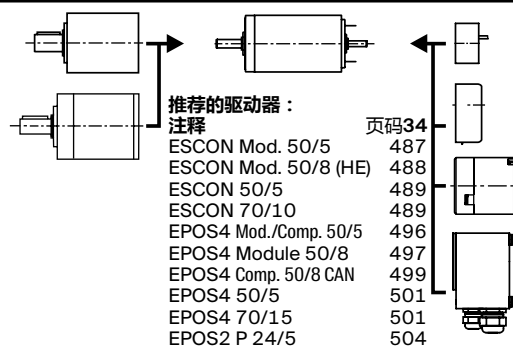 推荐的驱动器：
注释 页码34
ESCON Mod. 50/5 487
ESCON Mod. 50/8 (HE) 488
ESCON 50/5 489
ESCON 70/10 489
EPOS4 Mod./Comp. 50/5 496
EPOS4 Module 50/8 497
EPOS4 Comp. 50/8 CAN 499
EPOS4 50/5 501
EPOS4 70/15 501
EPOS2 P 24/5 504